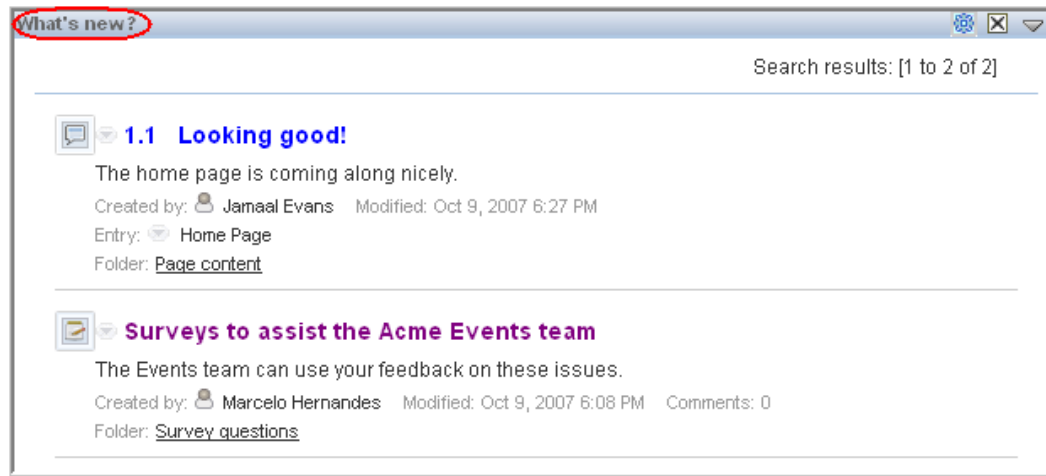 What's new?
Search results: [1 to 2 of 2]
1.1 Looking good!
The home page is coming along nicely.
Created by: Jamaal Evans Modified: Oct 9, 2007 6:27 PM
Entry: Home Page
Folder: Page content
Surveys to assist the Acme Events team
The Events team can use your feedback on these issues.
Created by: Marcelo Hernandes Modified: Oct 9, 2007 6:08 PM Comments: 0
Folder: Survey questions